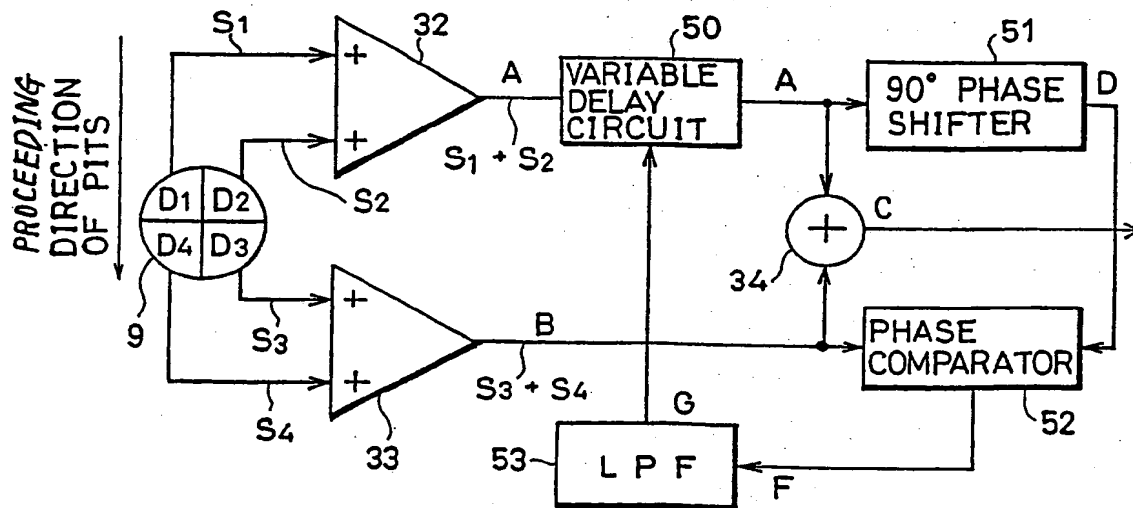 PROCEEDING
DIRECTION
OF PITS
S1
32
A
S1 + S2
50
VARIABLE
DELAY
CIRCUIT
A
51
90° PHASE
SHIFTER
D
S2
D1 D2
D4 D3
9
+
+
+
34
C
S3
S4
+
+
33
B
S3 + S4
G
PHASE
COMPARATOR
52
53
LPF
F